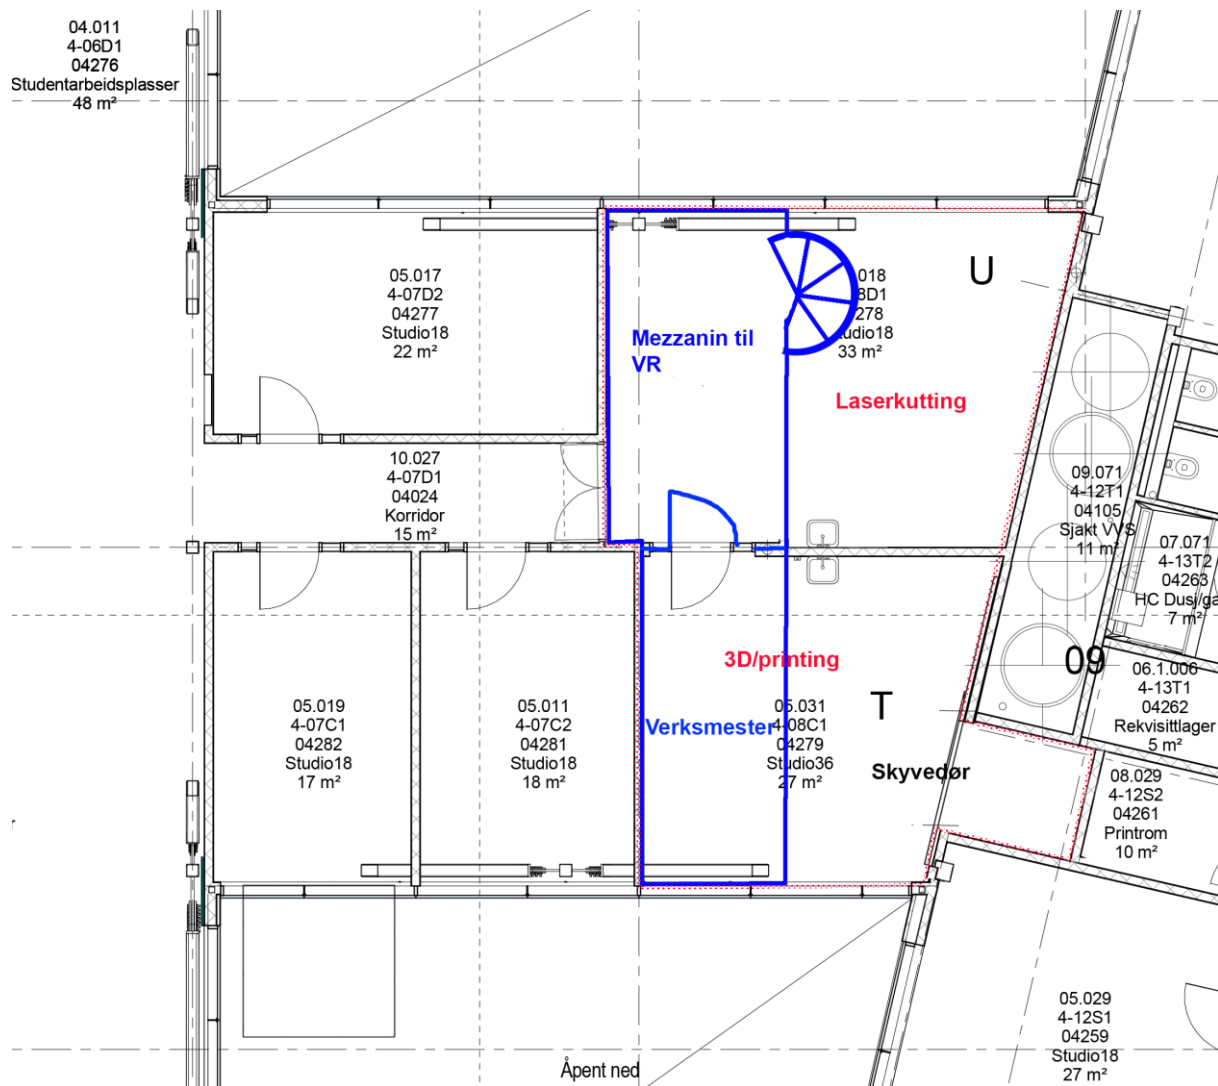 04.011
4-06D1
04276
Studentarbeidsplasser
48 m²
05.017
4-07D2
04277
Studio18
22 m²
018
8D1
278
udio18
33 m²
U
Mezzanin til
VR
Laserkutting
10.027
4-07D1
04024
Korridor
15 m²
09.071
4-12T1
04105
Sjakt VVS
11 m²
07.071
4-13T2
04263
HC Dusj/ga
7 m²
09
06.1.006
4-13T1
04262
Rekvisittlager
5 m²
3D/printing
Verksmester
T
05.019
4-07C1
04282
Studio18
17 m²
05.011
4-07C2
04281
Studio18
18 m²
05.031
4-08C1
04279
Studio36
27 m²
Skyvedør
08.029
4-12S2
04261
Printrom
10 m²
05.029
4-12S1
04259
Studio18
27 m²
Åpent ned